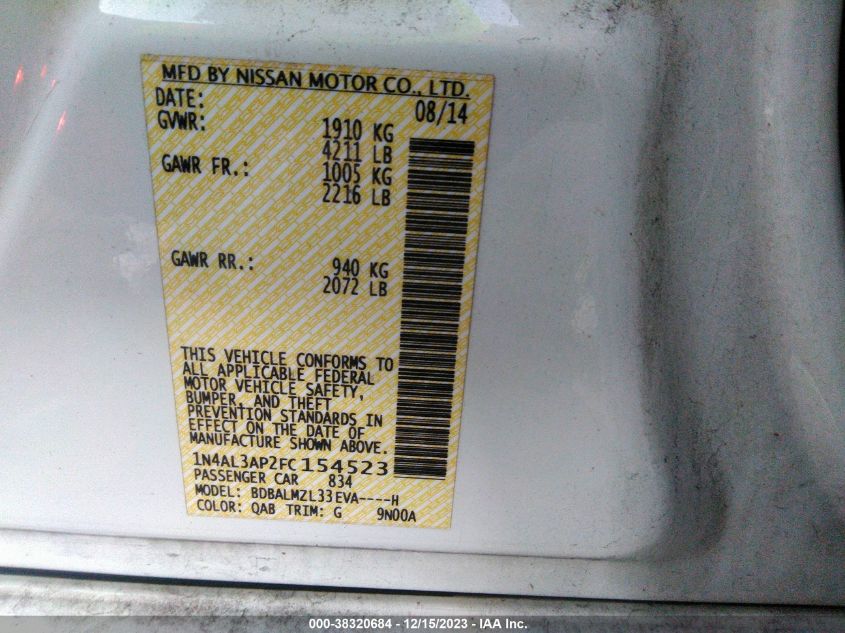 MFD BY NISSAN MOTOR CO., LTD.
DATE: 08/14
GVWR: 1910 KG
4211 LB
GAWR FR.: 1005 KG
2216 LB
GAWR RR.: 940 KG
2072 LB
THIS VEHICLE CONFORMS TO
ALL APPLICABLE FEDERAL
MOTOR VEHICLE SAFETY,
BUMPER, AND THEFT
PREVENTION STANDARDS IN
EFFECT ON THE DATE OF
MANUFACTURE SHOWN ABOVE.
1N4AL3AP2FC154523
PASSENGER CAR 834
MODEL: BDBALMZL33EVA----H
COLOR: QAB TRIM: G 9N00A
000-38320684 - 12/15/2023 - IAA Inc.